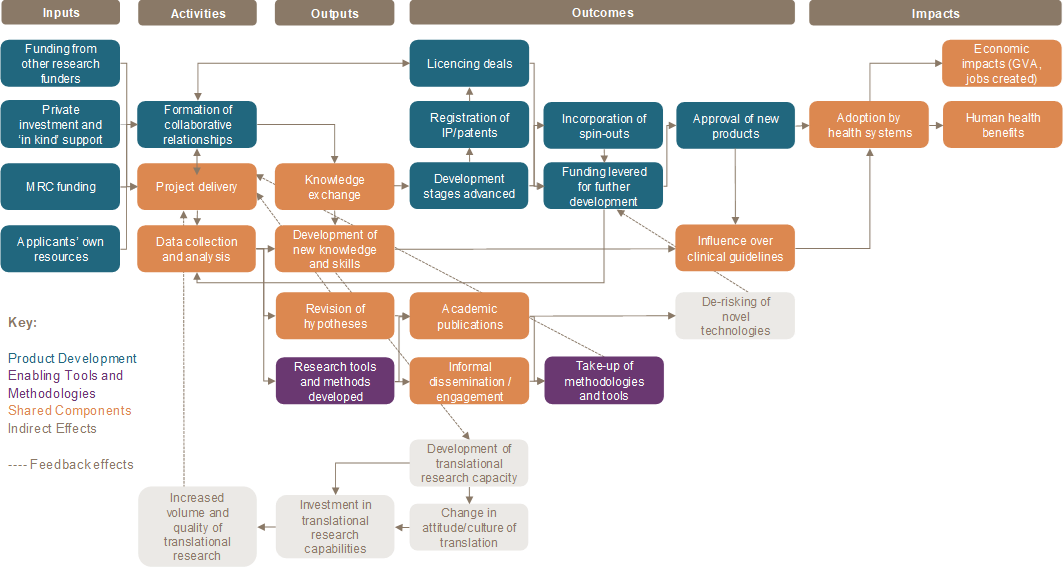 Inputs
Activities
Outputs
Outcomes
Impacts
Funding from
other research
funders
Private
investment and
‘in kind’ support
MRC funding
Applicants’ own
resources
Formation of
collaborative
relationships
Project delivery
Data collection
and analysis
Knowledge
exchange
Development of
new knowledge
and skills
Revision of
hypotheses
Research tools
and methods
developed
Licencing deals
Registration of
IP/patents
Development
stages advanced
Academic
publications
Informal
dissemination /
engagement
Incorporation of
spin-outs
Funding levered
for further
development
Take-up of
methodologies
and tools
Approval of new
products
Influence over
clinical guidelines
De-risking of
novel
technologies
Adoption by
health systems
Economic
impacts (GVA,
jobs created)
Human health
benefits
Key:
Product Development
Enabling Tools and
Methodologies
Shared Components
Indirect Effects
---- Feedback effects
Development of
translational
research capacity
Change in
attitude/culture of
translation
Investment in
translational
research
capabilities
Increased
volume and
quality of
translational
research